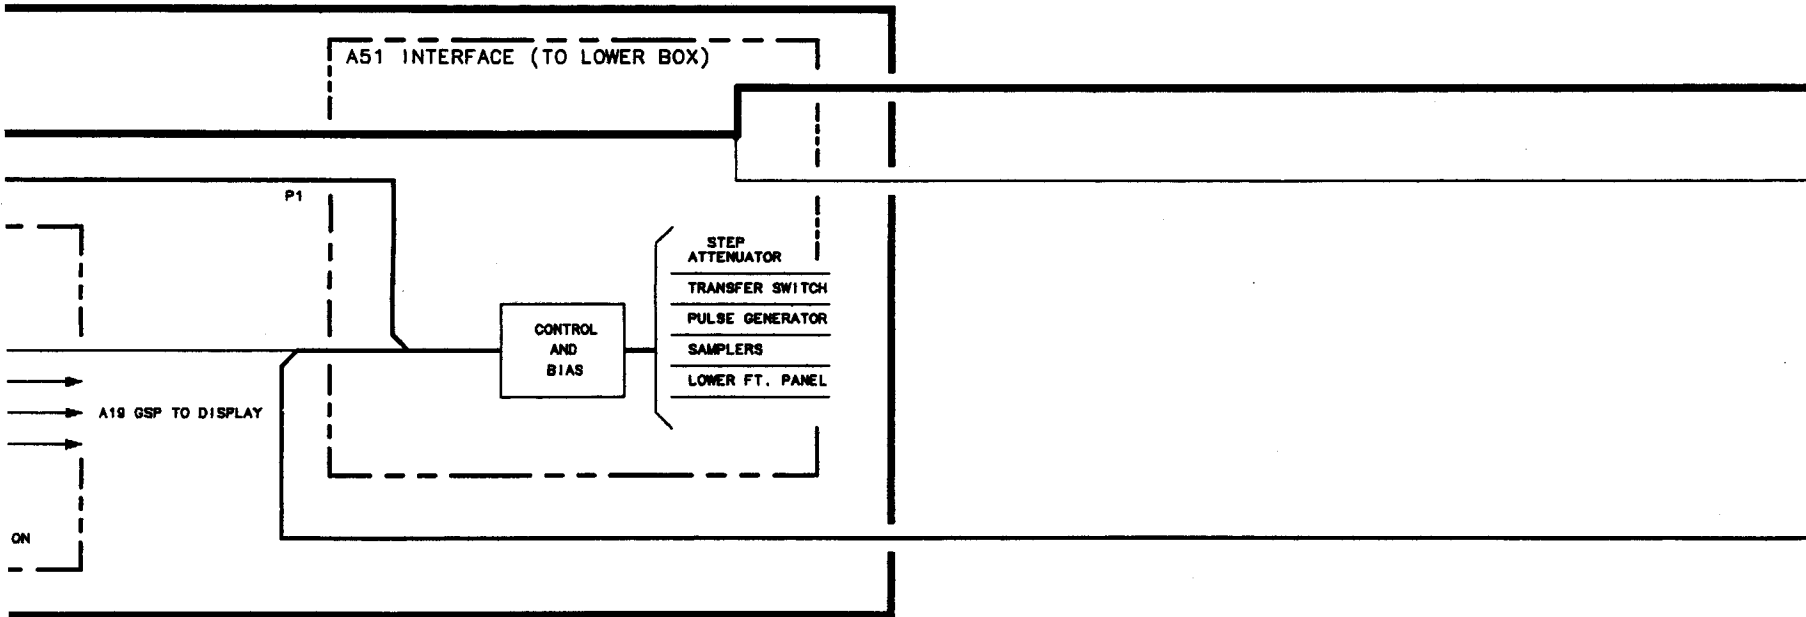 A51 INTERFACE (TO LOWER BOX)
P1
STEP
ATTENUATOR
TRANSFER SWITCH
PULSE GENERATOR
SAMPLERS
LOWER FT. PANEL
CONTROL
AND
BIAS
A19 GSP TO DISPLAY
ON